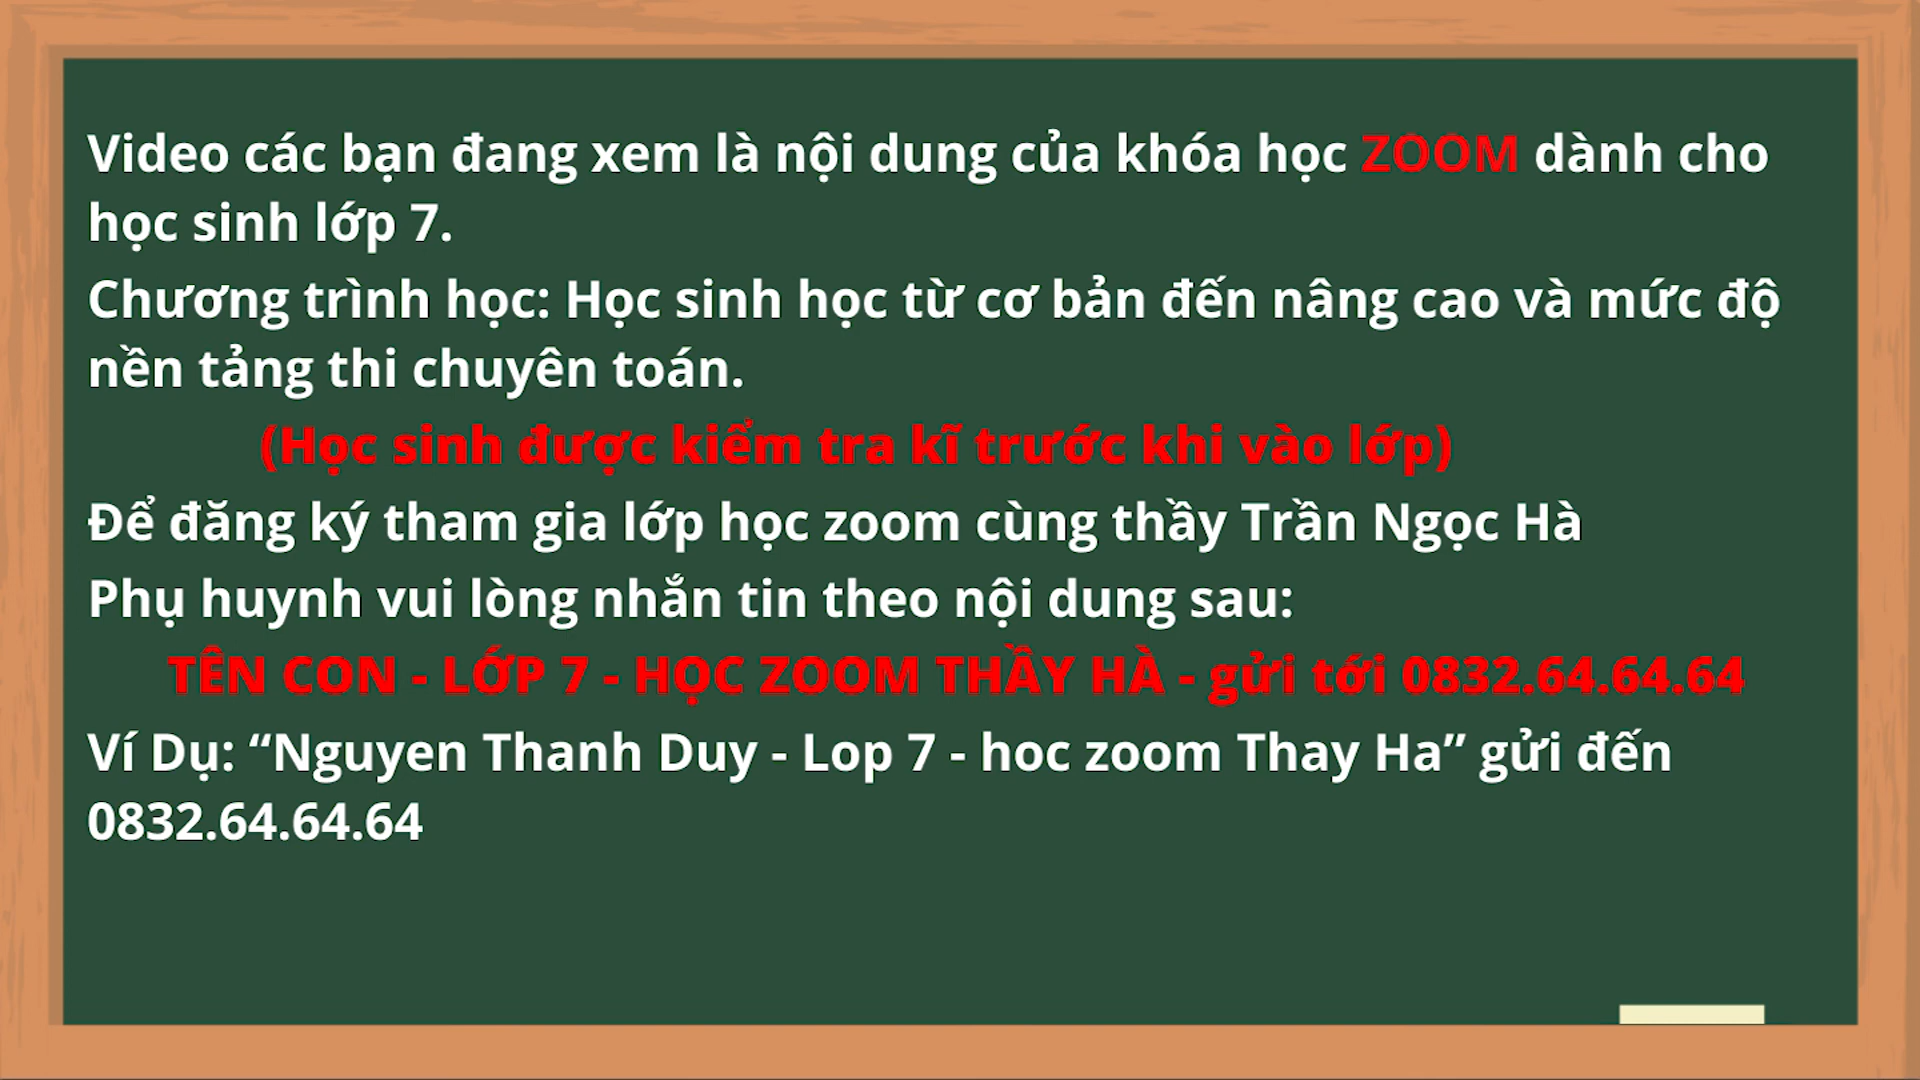 Video các bạn đang xem là nội dung của khóa học ZOOM dành cho
học sinh lớp 7.
Chương trình học: Học sinh học từ cơ bản đến nâng cao và mức độ
nền tảng thi chuyên toán.
(Học sinh được kiểm tra kĩ trước khi vào lớp)
Để đăng ký tham gia lớp học zoom cùng thầy Trần Ngọc Hà
Phụ huynh vui lòng nhắn tin theo nội dung sau:
TÊN CON - LỚP 7 - HỌC ZOOM THẦY HÀ - gửi tới 0832.64.64.64
Ví Dụ: “Nguyen Thanh Duy - Lop 7 - hoc zoom Thay Ha” gửi đến
0832.64.64.64